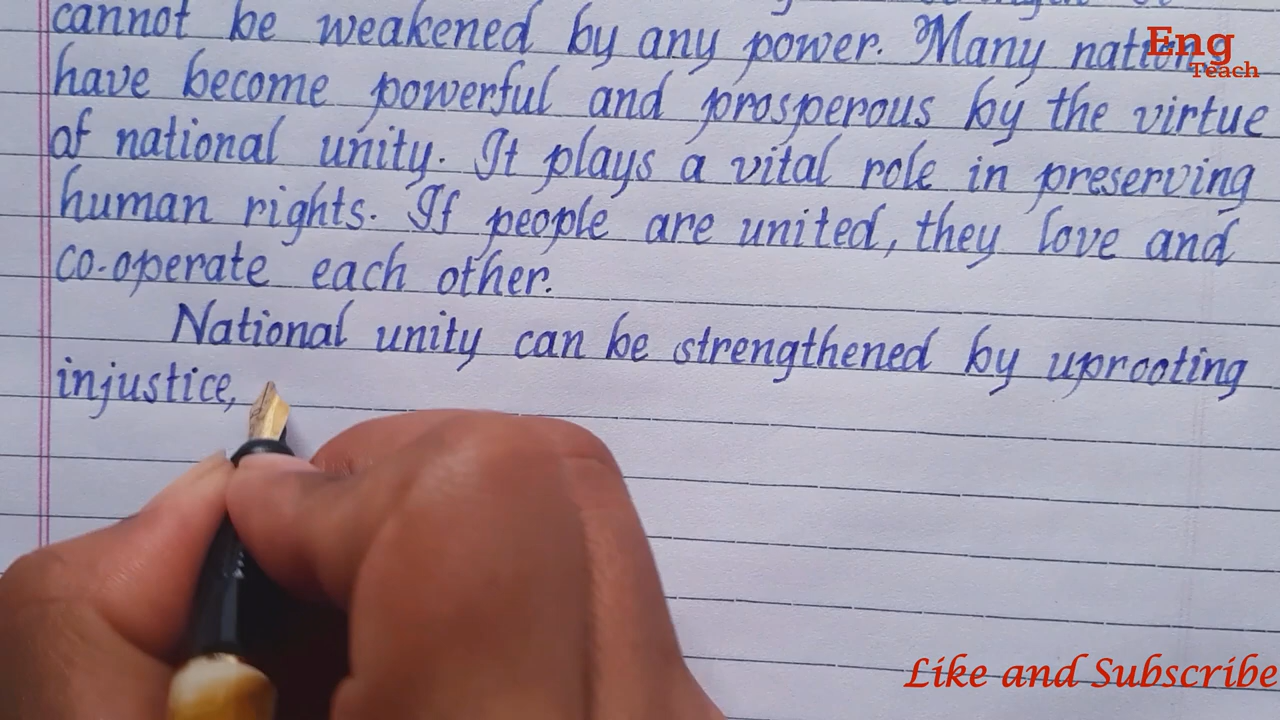 cannot be weakened by any power. Many nations
have become powerful and prosperous by the virtue
of national unity. It plays a vital role in preserving
human rights. If people are united, they love and
co-operate each other.
National unity can be strengthened by uprooting
injustice,
Eng
Teach
Like and Subscribe